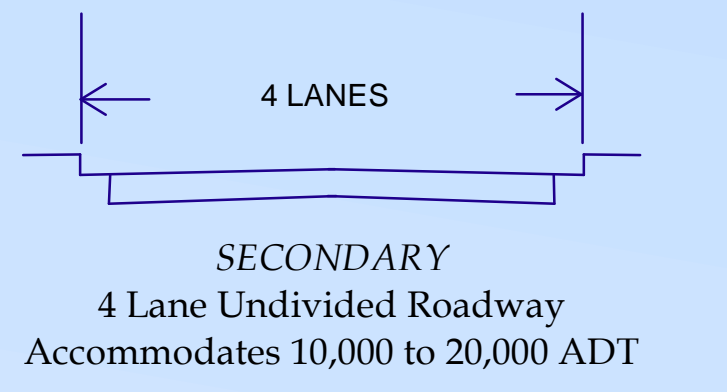 4 LANES
SECONDARY
4 Lane Undivided Roadway
Accommodates 10,000 to 20,000 ADT